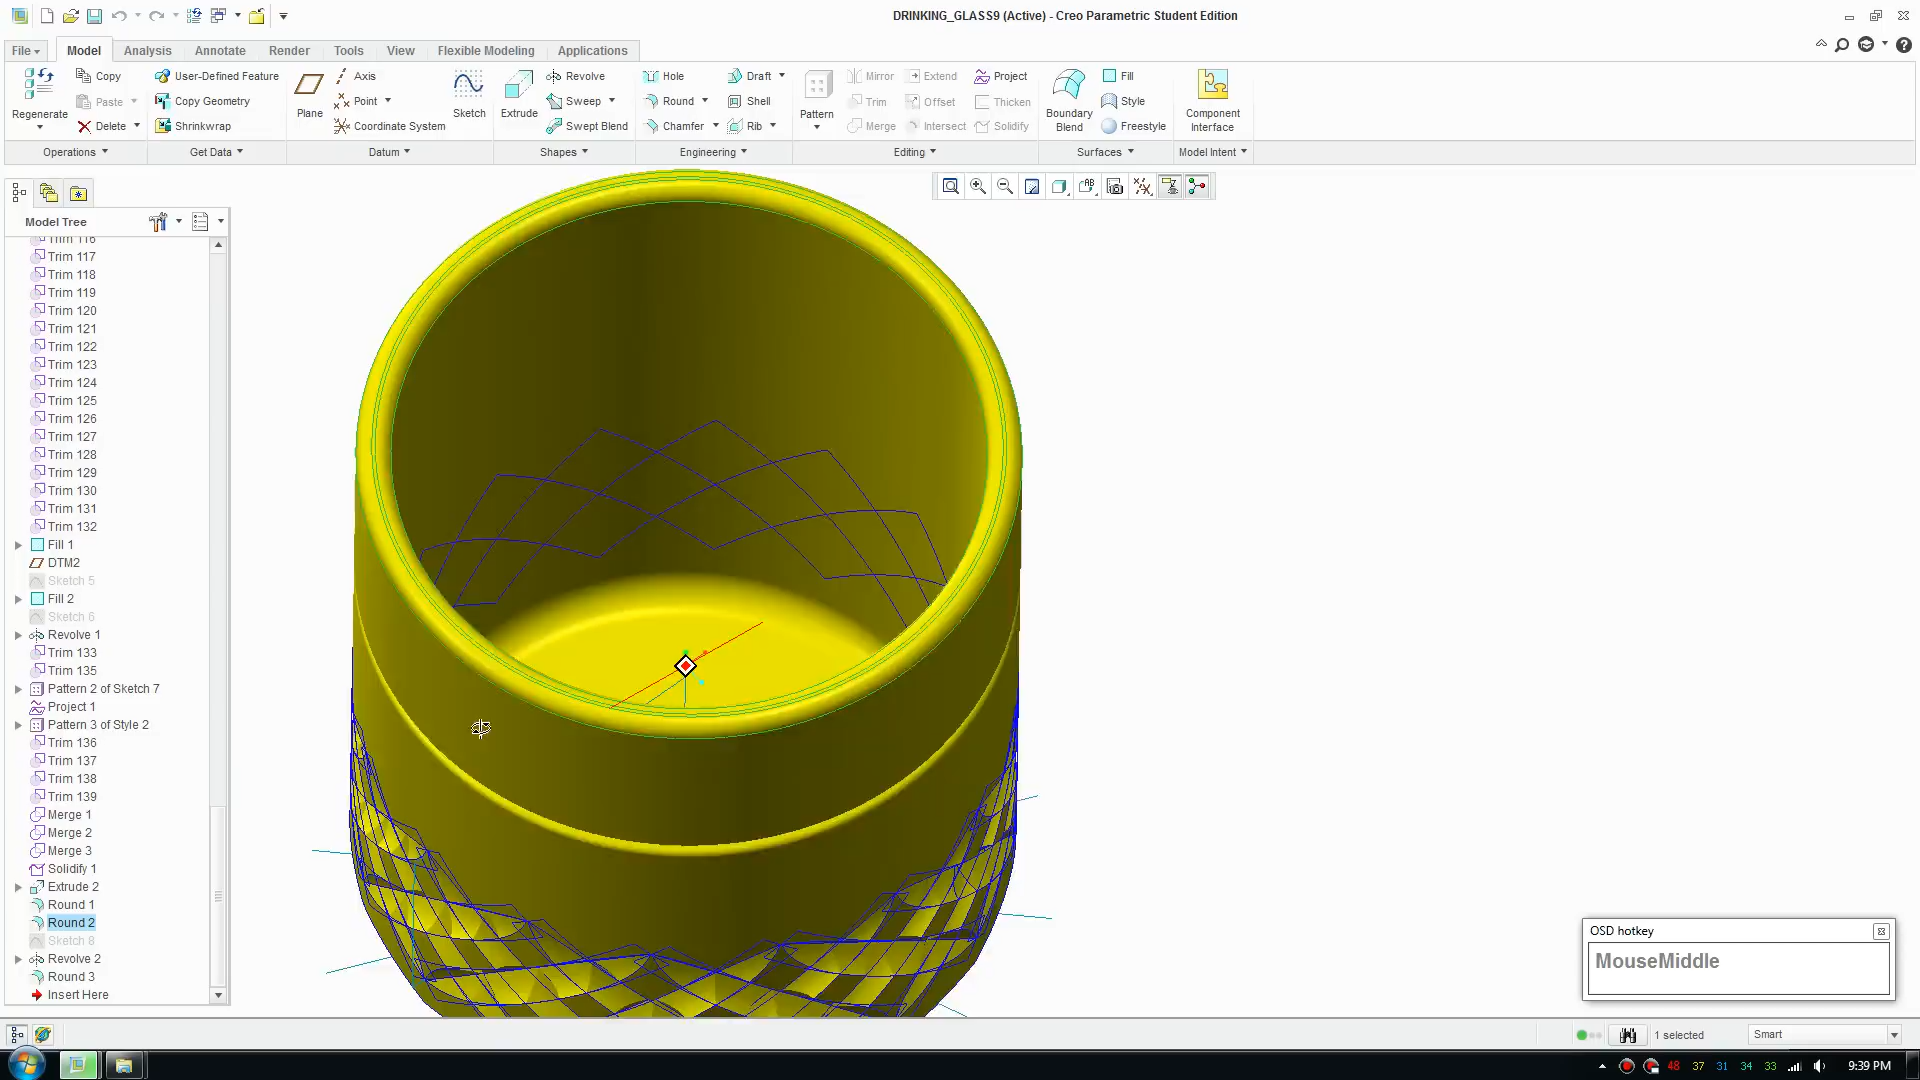 DRINKING_GLASS9 (Active) - Creo Parametric Student Edition
File Model Analysis Annotate Render Tools View Flexible Modeling Applications
Regenerate Copy User-Defined Feature Plane Axis Sketch Extrude Revolve Hole Draft Pattern Mirror Extend Project Boundary Blend Fill Component Interface
Paste Copy Geometry Point Sweep Round Shell Trim Offset Thicken Style
Delete Shrinkwrap Coordinate System Swept Blend Chamfer Rib Merge Intersect Solidify Freestyle
Operations Get Data Datum Shapes Engineering Editing Surfaces Model Intent
Model Tree
Trim 116
Trim 117
Trim 118
Trim 119
Trim 120
Trim 121
Trim 122
Trim 123
Trim 124
Trim 125
Trim 126
Trim 127
Trim 128
Trim 129
Trim 130
Trim 131
Trim 132
Fill 1
DTM2
Sketch 5
Fill 2
Sketch 6
Revolve 1
Trim 133
Trim 135
Pattern 2 of Sketch 7
Project 1
Pattern 3 of Style 2
Trim 136
Trim 137
Trim 138
Trim 139
Merge 1
Merge 2
Merge 3
Solidify 1
Extrude 2
Round 1
Round 2
Sketch 8
Revolve 2
Round 3
Insert Here
OSD hotkey
MouseMiddle
1 selected
Smart
48 37 31 34 33 9:39 PM